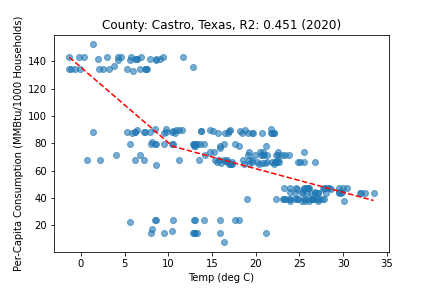 County: Castro, Texas, R2: 0.451 (2020)
Per-Capita Consumption (MMBtu/1000 Households)
140
120
100
80
60
40
20
0 5 10 15 20 25 30 35
Temp (deg C)